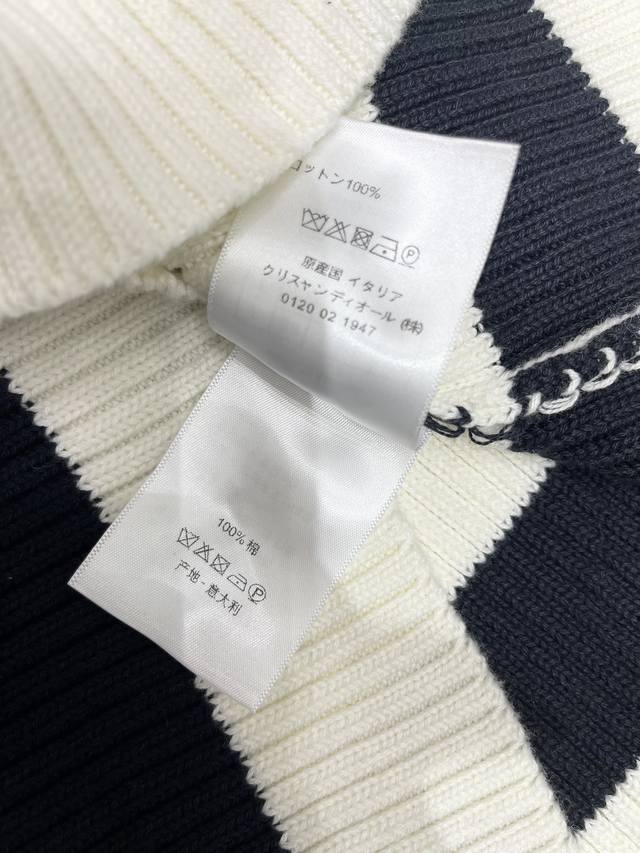 コットン100%
P
原産国 イタリア
クリスャンディオール (株)
0120 02 1947
100% 棉
P
产地 - 意大利